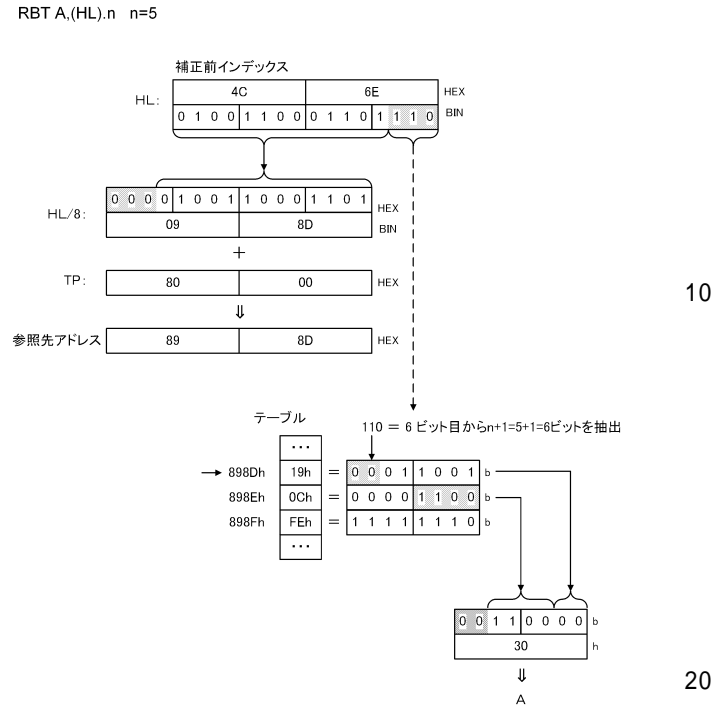 RBT A,(HL).n n=5
補正前インデックス
4C 6E HEX
HL: 0 1 0 0 1 1 0 0 0 1 1 0 1 1 1 0 BIN
0 0 0 0 1 0 0 1 1 0 0 0 1 1 0 1 HEX
HL/8: 09 8D BIN
+
TP: 80 00 HEX
10
⇓
参照先アドレス 89 8D HEX
テーブル
110 = 6 ビット目からn+1=5+1=6ビットを抽出
...
→ 898Dh 19h = 0 0 0 1 1 0 0 1 b
898Eh 0Ch = 0 0 0 0 1 1 0 0 b
898Fh FEh = 1 1 1 1 1 1 1 0 b
...
0 0 1 1 0 0 0 0 b
30 h
⇓
20
A